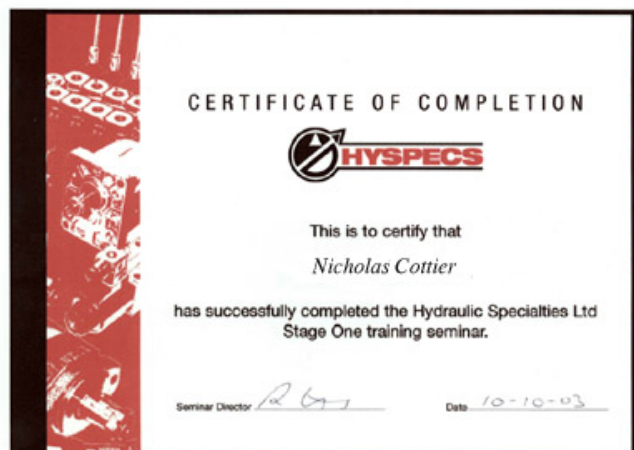 CERTIFICATE OF COMPLETION
HYSPECS
This is to certify that
Nicholas Cottier
has successfully completed the Hydraulic Specialties Ltd
Stage One training seminar.
Seminar Director
Date 10-10-03